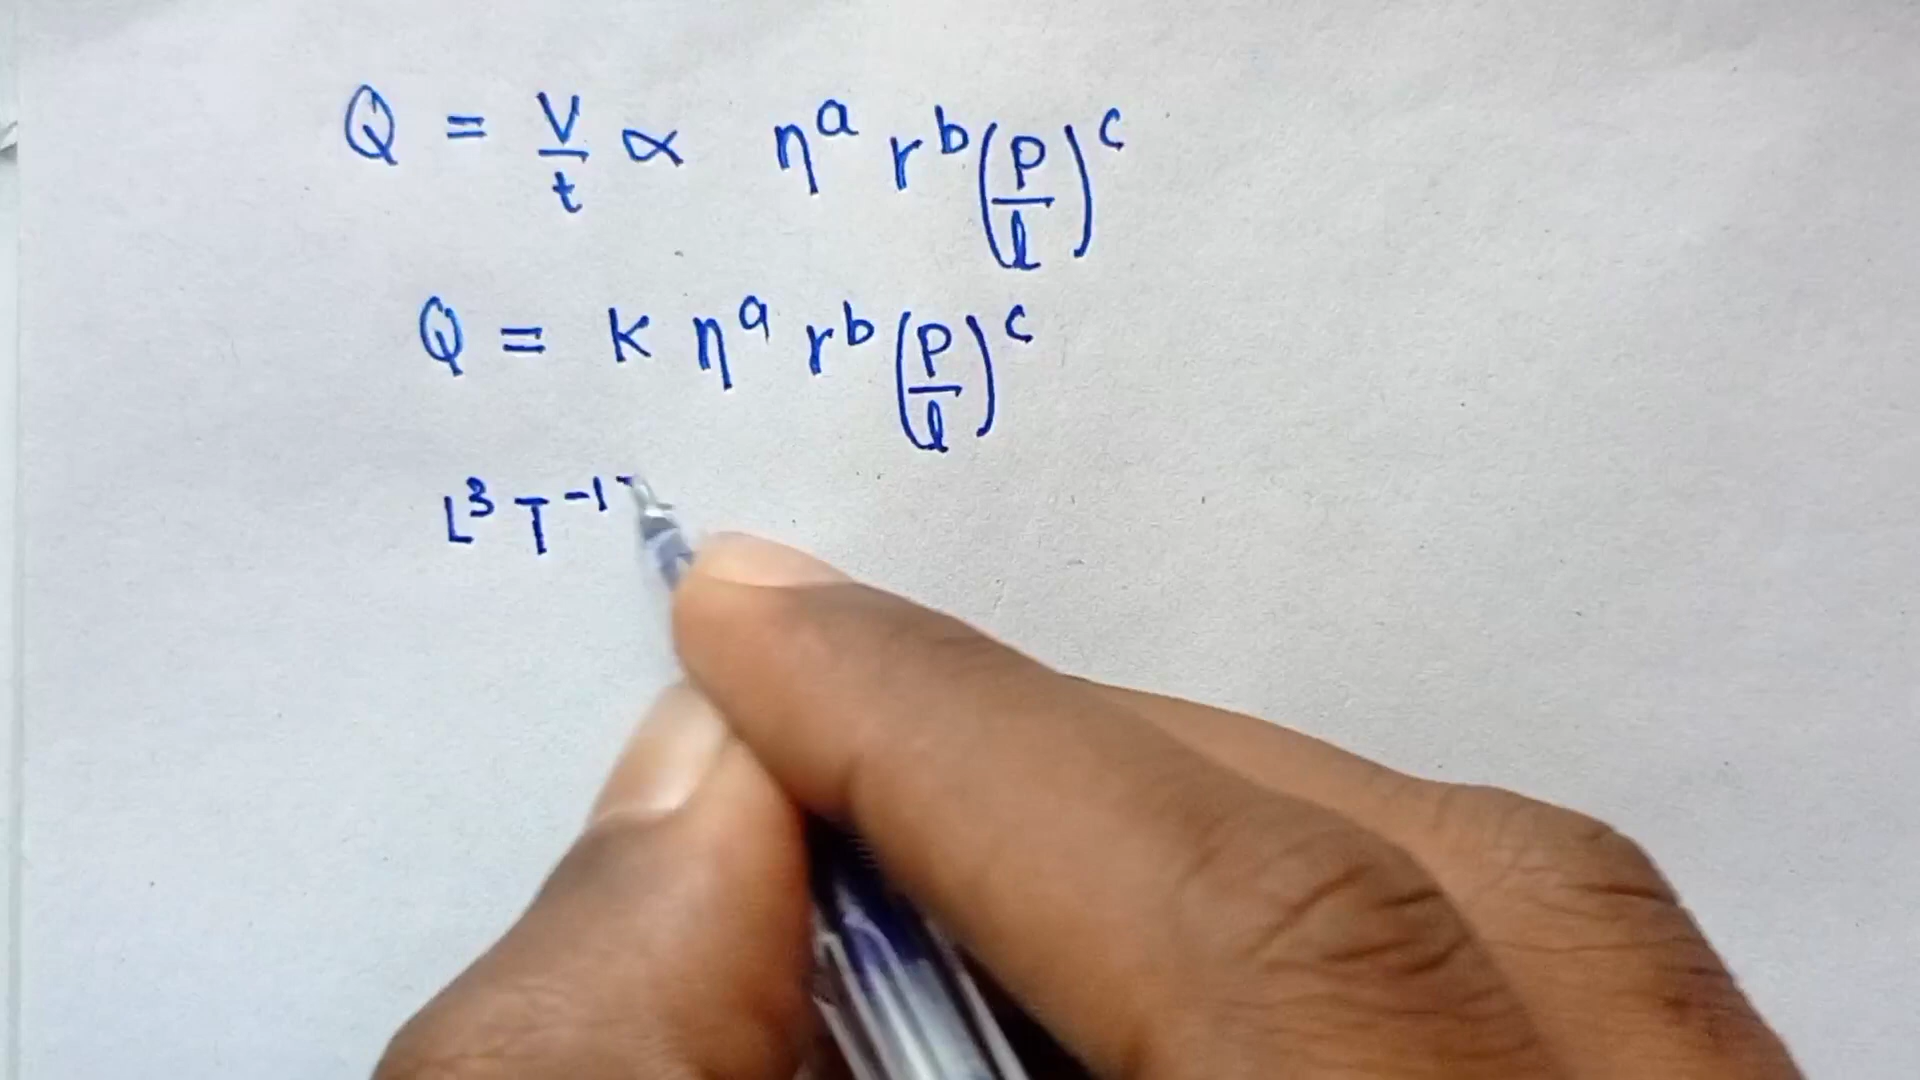 Q = V/t ∝ η^a r^b (P/l)^c
Q = K η^a r^b (P/l)^c
L^3 T^-1